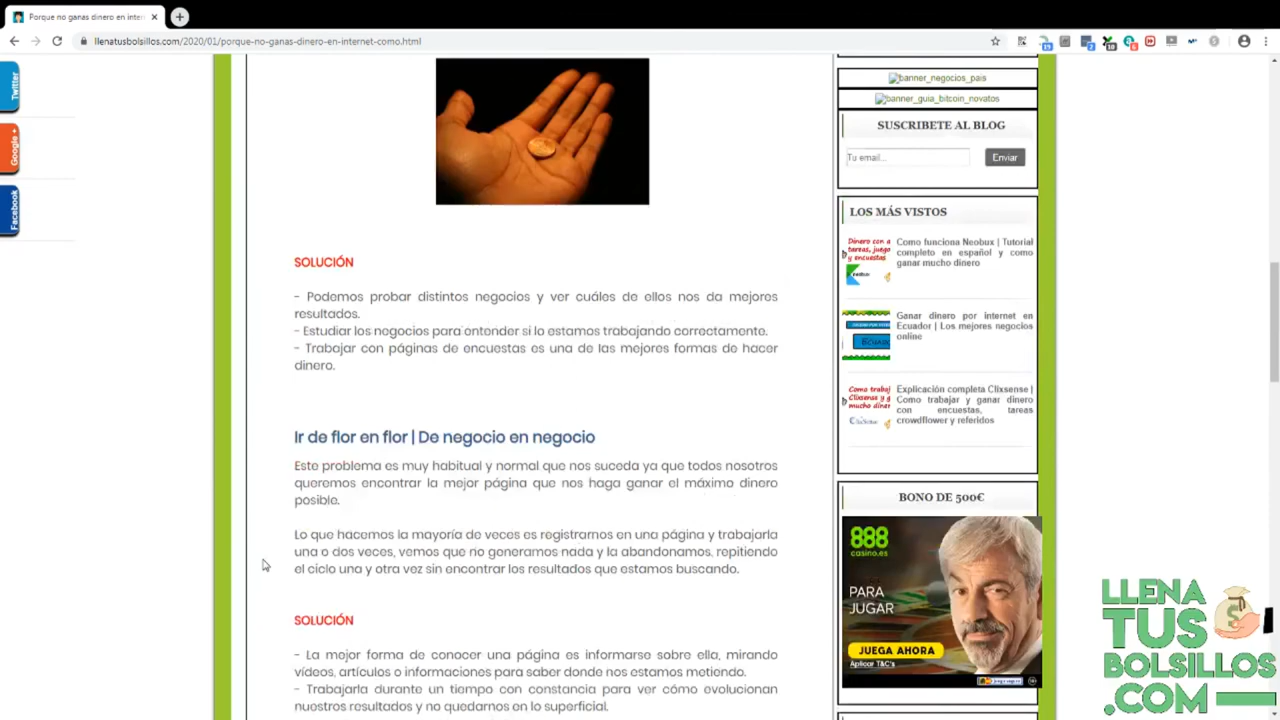 Porque no ganas dinero en inter
llenatusbolsillos.com/2020/01/porque-no-ganas-dinero-en-internet-como.html
Twitter
Google +
Facebook
SOLUCIÓN
- Podemos probar distintos negocios y ver cuáles de ellos nos da mejores
resultados.
- Estudiar los negocios para entender si lo estamos trabajando correctamente.
- Trabajar con páginas de encuestas es una de las mejores formas de hacer
dinero.
Ir de flor en flor | De negocio en negocio
Este problema es muy habitual y normal que nos suceda ya que todos nosotros
queremos encontrar la mejor página que nos haga ganar el máximo dinero
posible.
Lo que hacemos la mayoría de veces es registrarnos en una página y trabajarla
una o dos veces, vemos que no generamos nada y la abandonamos, repitiendo
el ciclo una y otra vez sin encontrar los resultados que estamos buscando.
SOLUCIÓN
- La mejor forma de conocer una página es informarse sobre ella, mirando
vídeos, artículos o informaciones para saber donde nos estamos metiendo.
- Trabajarla durante un tiempo con constancia para ver cómo evolucionan
nuestros resultados y no quedarnos en lo superficial.
banner_negocios_pais
banner_guia_bitcoin_novatos
SUSCRIBETE AL BLOG
Tu email...
Enviar
LOS MÁS VISTOS
Dinero con a
tareas, juego
y encuestas
Como funciona Neobux | Tutorial
completo en español y como
ganar mucho dinero
Ganar dinero por internet en
Ecuador | Los mejores negocios
online
Como trabaj
Clixsense y g
mucho diner
Explicación completa Clixsense |
Como trabajar y ganar dinero
con encuestas, tareas
crowdflower y referidos
BONO DE 500€
888
casino.es
PARA
JUGAR
JUEGA AHORA
Aplicar T&C's
LLENA
TUS
BOLSILLOS
.COM